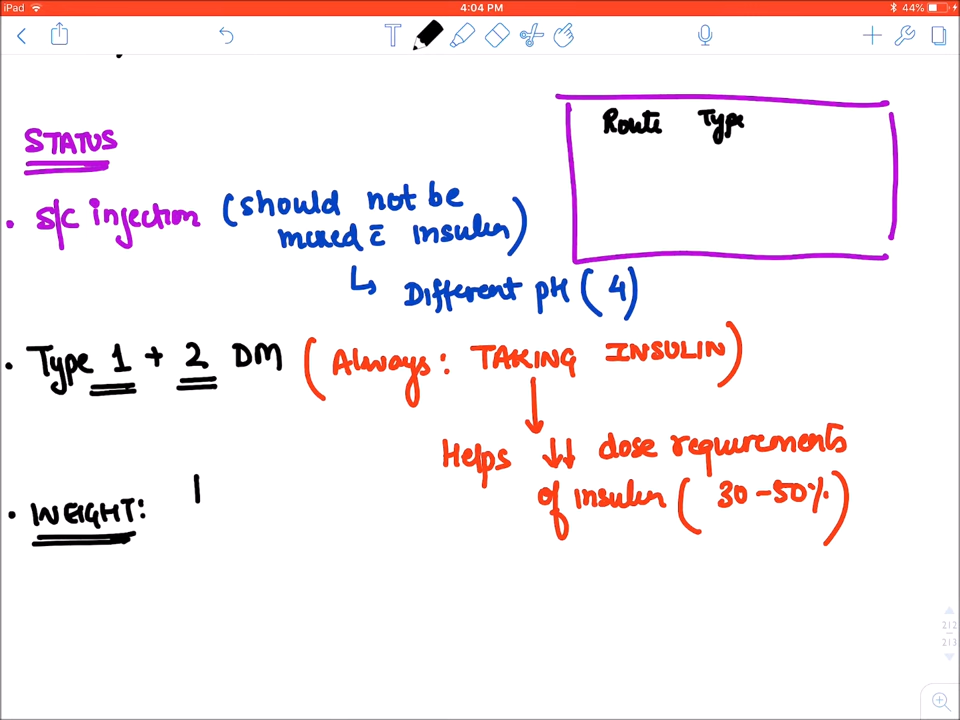 iPad
4:04 PM
44%
T
STATUS
Route Type
• S/C injection (should not be
mixed c̄ insulin)
↳ Different pH (4)
• Type 1 + 2 DM (Always: TAKING INSULIN)
↓
Helps ↓↓ dose requirements
of insulin (30-50%)
• WEIGHT:
212
213